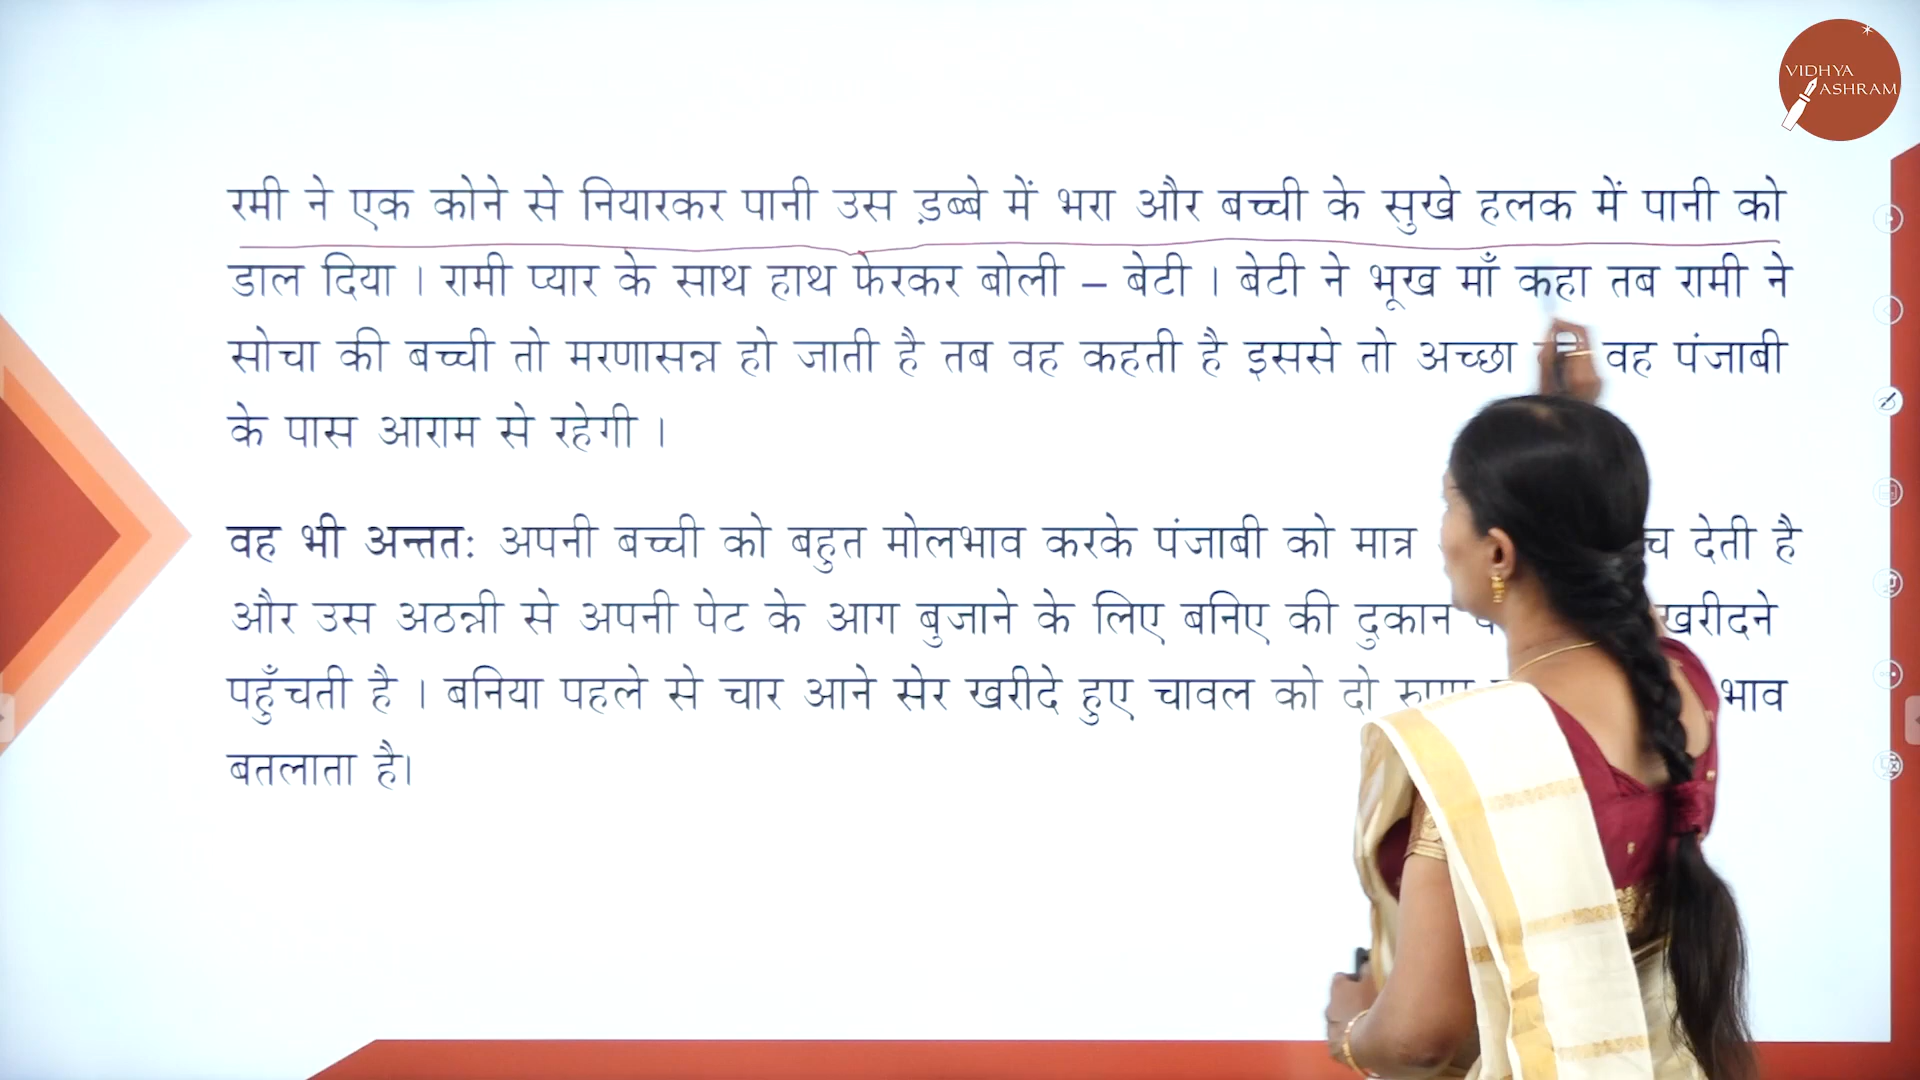 VIDHYA
ASHRAM
रमी ने एक कोने से नियारकर पानी उस ड़ब्बे में भरा और बच्ची के सुखे हलक में पानी को
डाल दिया । रामी प्यार के साथ हाथ फेरकर बोली – बेटी । बेटी ने भूख माँ कहा तब रामी ने
सोचा की बच्ची तो मरणासन्न हो जाती है तब वह कहती है इससे तो अच्छा वह पंजाबी
के पास आराम से रहेगी ।
वह भी अन्ततः अपनी बच्ची को बहुत मोलभाव करके पंजाबी को मात्र देती है
और उस अठन्नी से अपनी पेट के आग बुजाने के लिए बनिए की दुकान खरीदने
पहुँचती है । बनिया पहले से चार आने सेर खरीदे हुए चावल को दो भाव
बतलाता है।